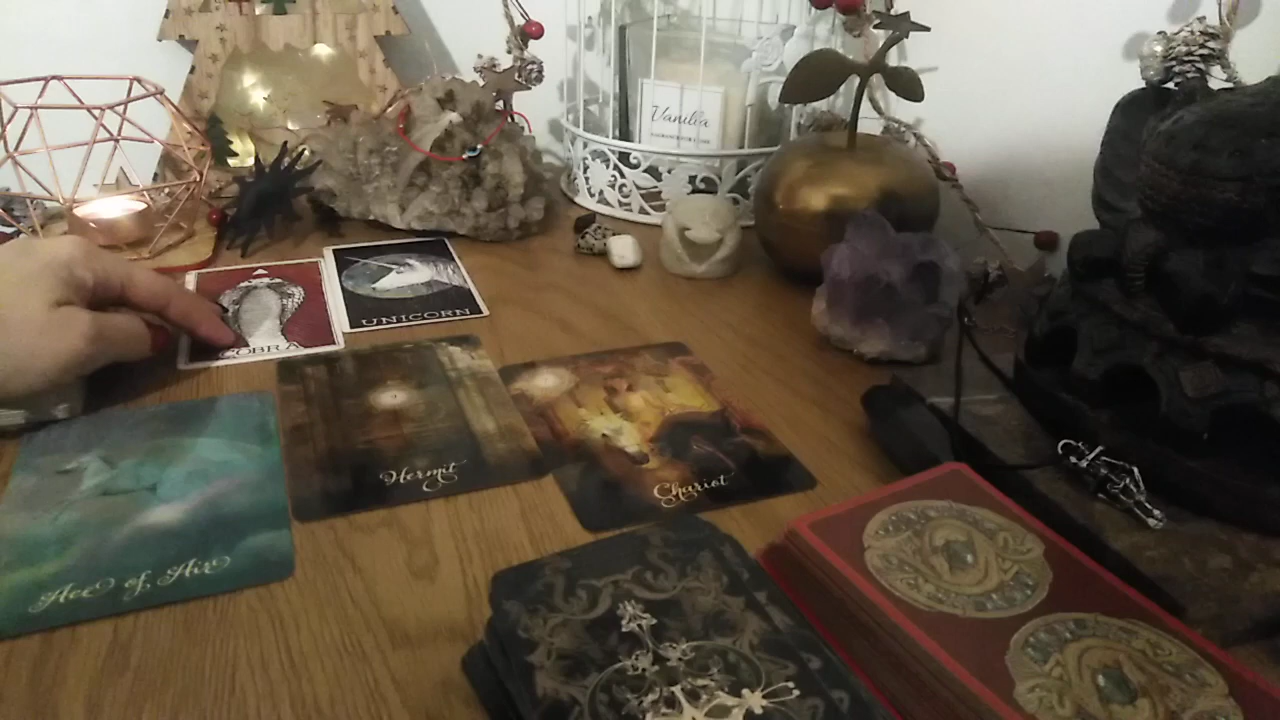 Vanilla
UNICORN
COBRA
Hermit
Chariot
Ace of Air